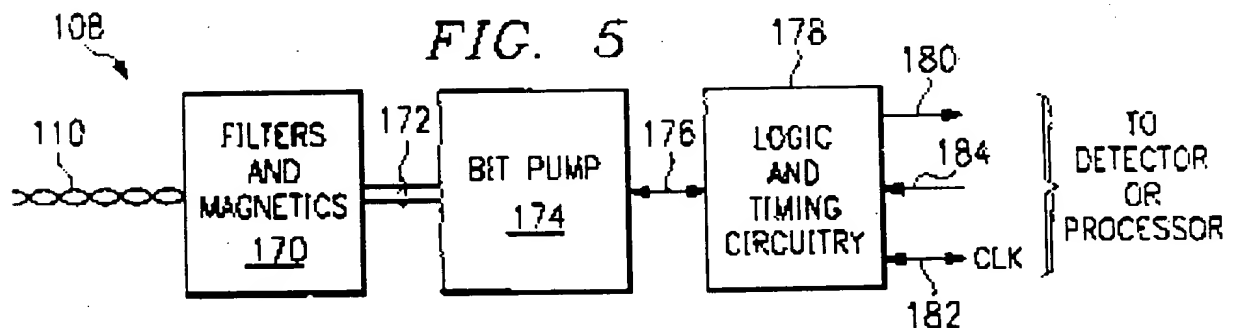 108
FIG. 5
178
180
110
FILTERS
AND
MAGNETICS
170
172
BIT PUMP
174
176
LOGIC
AND
TIMING
CIRCUITRY
184
CLK
182
TO
DETECTOR
OR
PROCESSOR